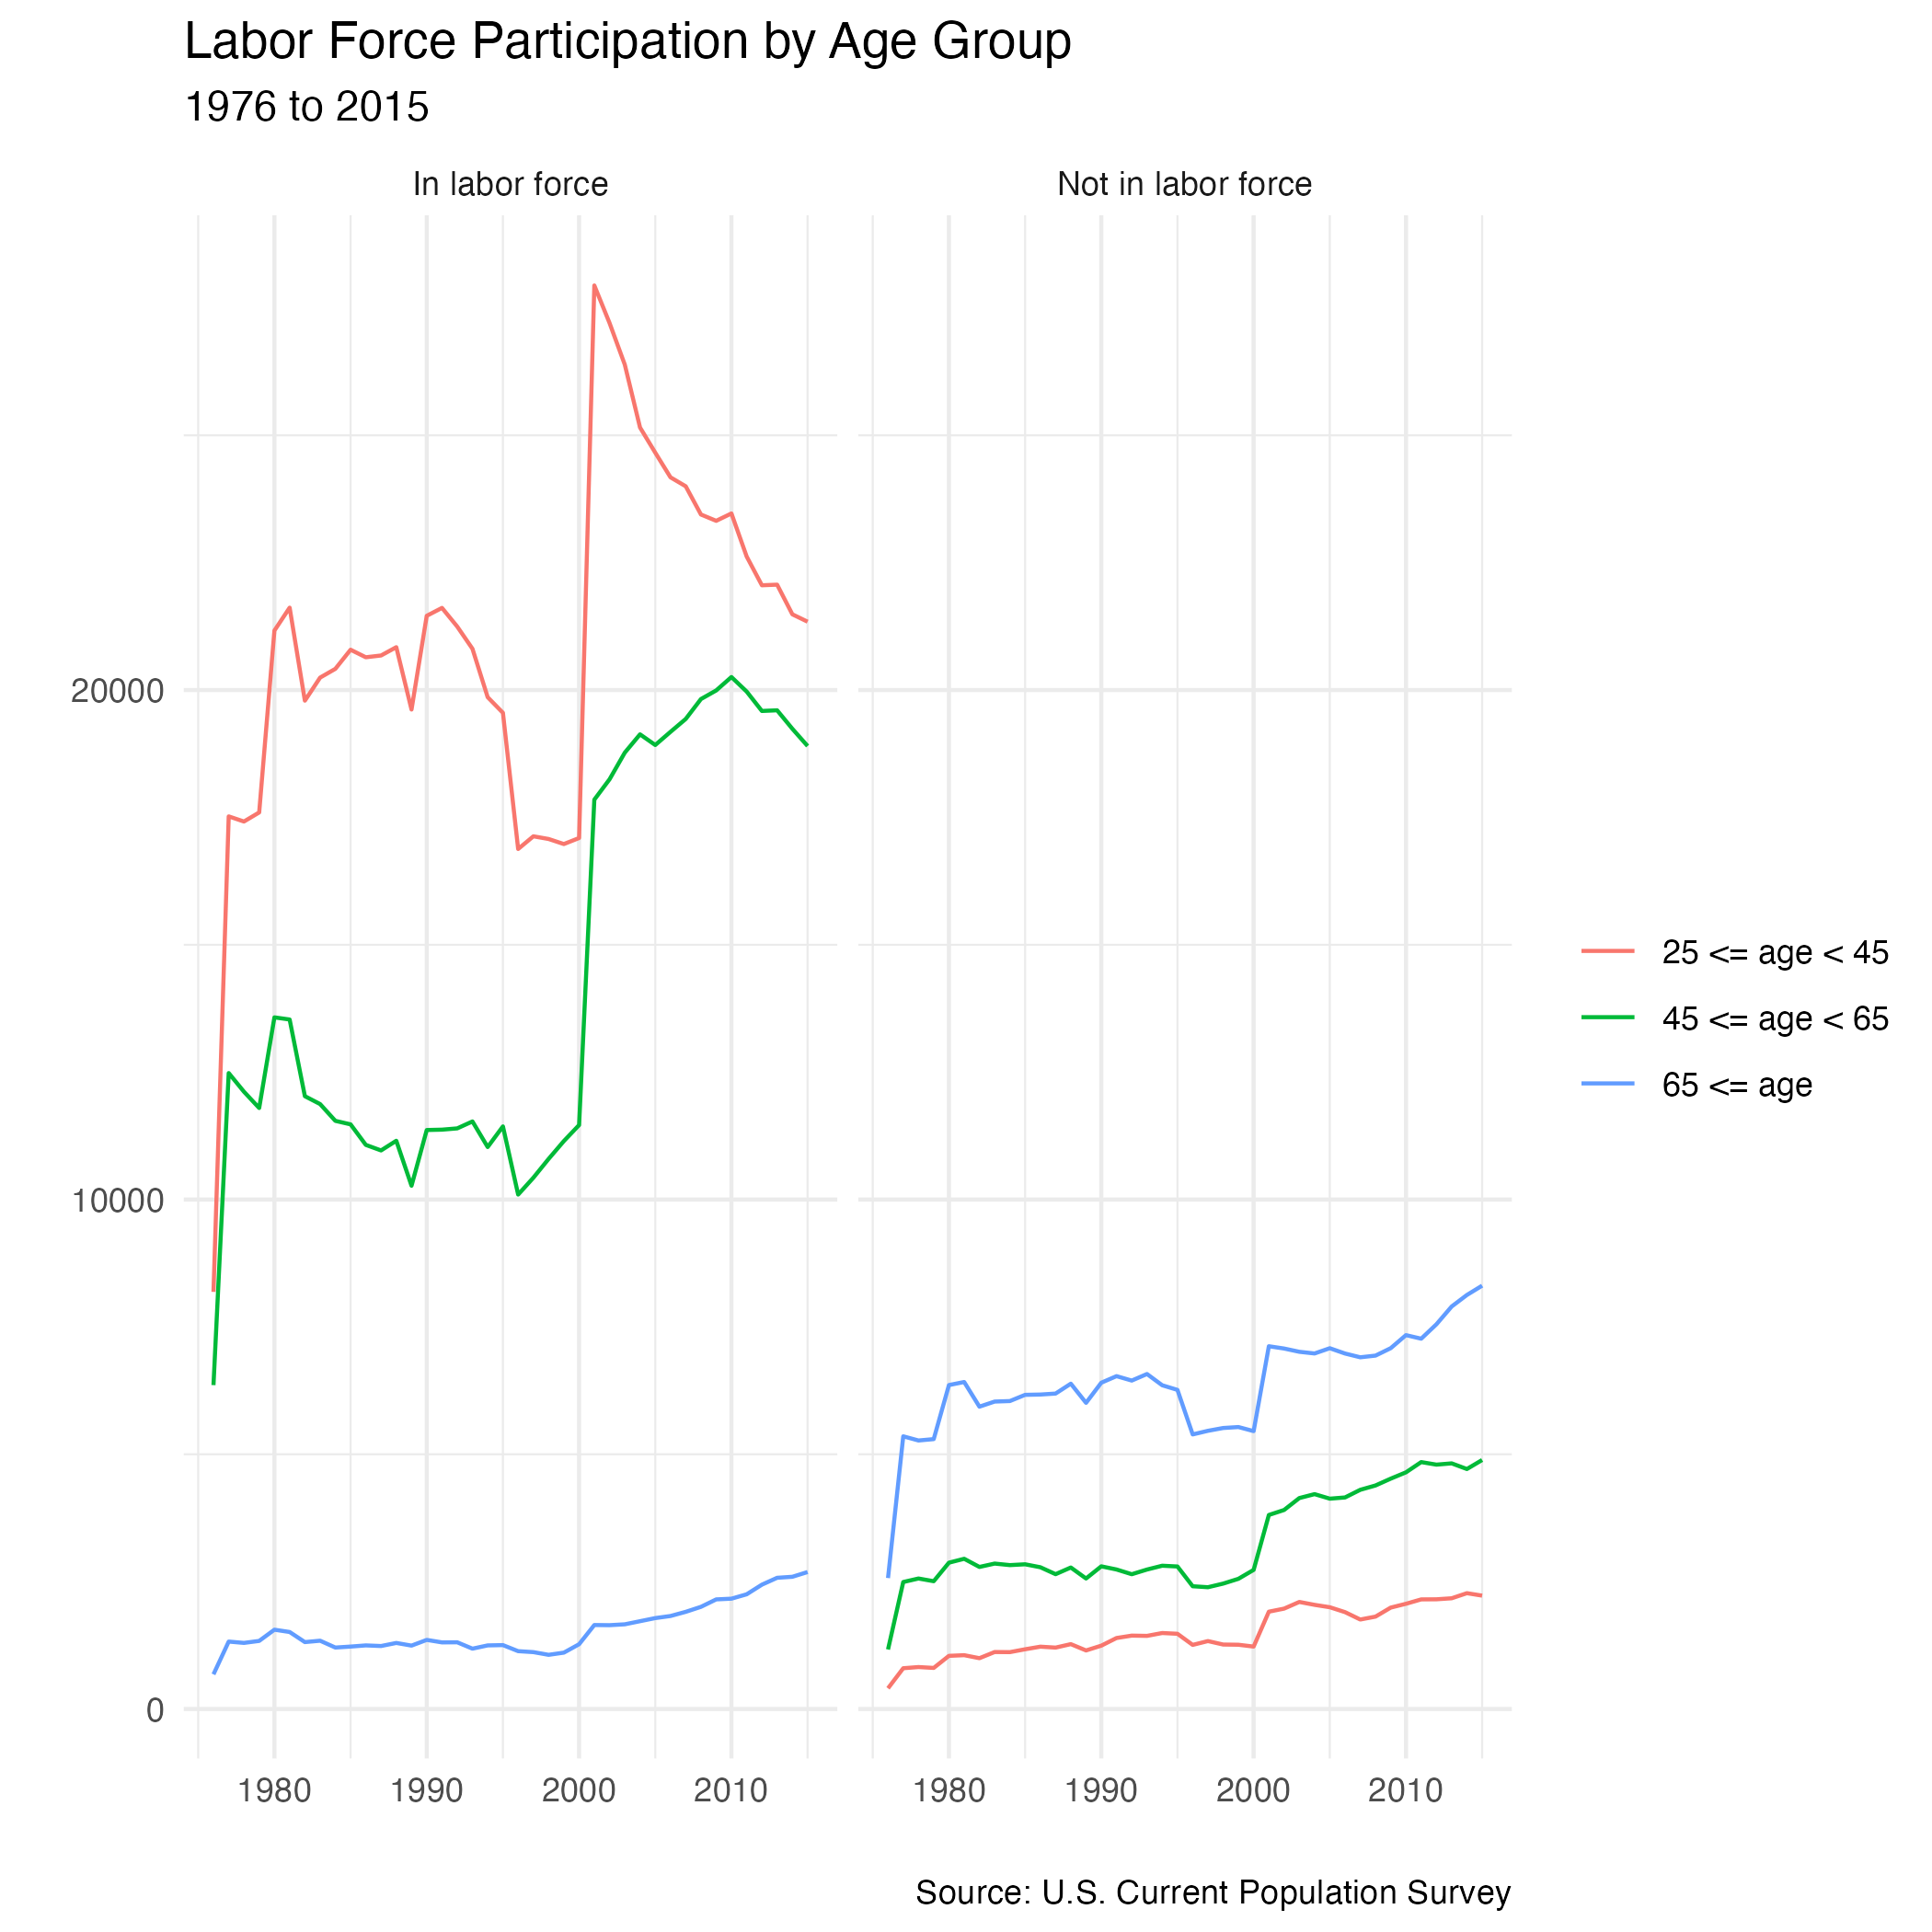 Labor Force Participation by Age Group
1976 to 2015
In labor force
Not in labor force
20000
10000
0
1980 1990 2000 2010
1980 1990 2000 2010
25 <= age < 45
45 <= age < 65
65 <= age
Source: U.S. Current Population Survey